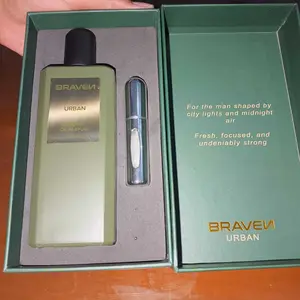 BRAVEN
URBAN
For the man shaped by
city lights and midnight
air
Fresh, focused, and
undeniably strong
BRAVEN
URBAN